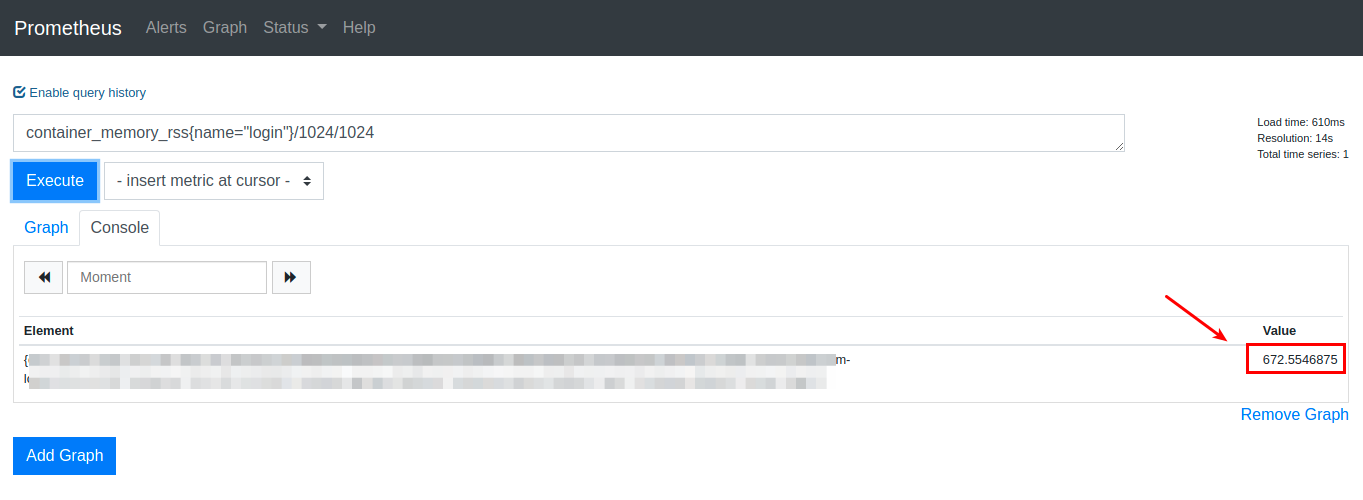 Prometheus Alerts Graph Status Help
Enable query history
container_memory_rss{name="login"}/1024/1024
Load time: 610ms
Resolution: 14s
Total time series: 1
Execute - insert metric at cursor -
Graph Console
Moment
Element Value
{ m- 672.5546875
Remove Graph
Add Graph